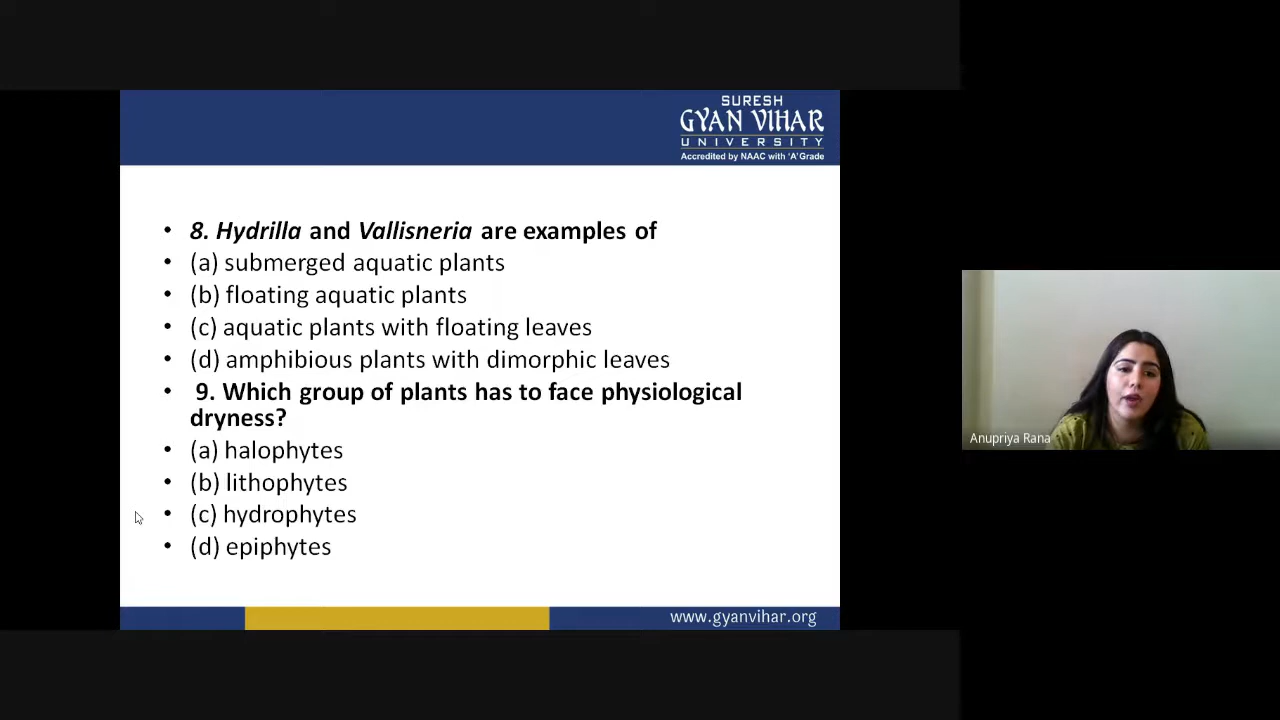 SURESH
GYAN VIHAR
UNIVERSITY
Accredited by NAAC with 'A' Grade
• 8. Hydrilla and Vallisneria are examples of
• (a) submerged aquatic plants
• (b) floating aquatic plants
• (c) aquatic plants with floating leaves
• (d) amphibious plants with dimorphic leaves
• 9. Which group of plants has to face physiological
dryness?
• (a) halophytes
• (b) lithophytes
• (c) hydrophytes
• (d) epiphytes
www.gyanvihar.org
Anupriya Rana